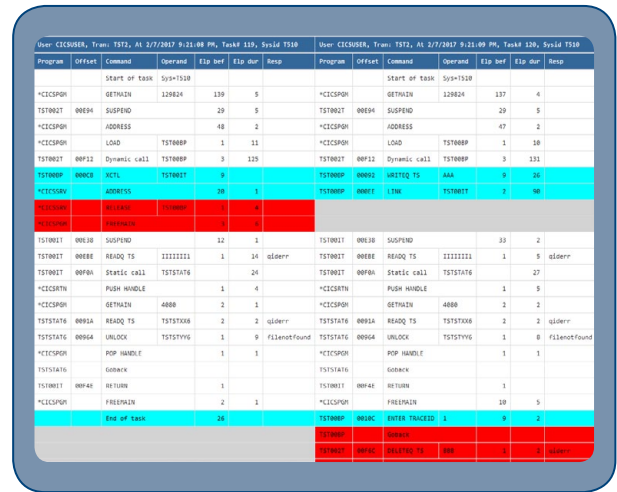 User CICSUSER, Tran: TST2, At 2/7/2017 9:21:08 PM, Task# 119, Sysid T510 User CICSUSER, Tran: TST2, At 2/7/2017 9:21:09 PM, Task# 120, Sysid T510
Program Offset Command Operand Elp bef Elp dur Resp Program Offset Command Operand Elp bef Elp dur Resp
Start of task Sys=T510 Start of task Sys=T510
*CICSPGM GETMAIN 129824 139 5 *CICSPGM GETMAIN 129824 137 4
TST002T 00E94 SUSPEND 29 5 TST002T 00E94 SUSPEND 29 5
*CICSPGM ADDRESS 48 2 *CICSPGM ADDRESS 47 2
*CICSPGM LOAD TST00BP 1 11 *CICSPGM LOAD TST00BP 1 10
TST002T 00F12 Dynamic call TST00BP 3 125 TST002T 00F12 Dynamic call TST00BP 3 131
TST00BP 000C8 XCTL TST00IT 9 TST00BP 00092 WRITEQ TS AAA 9 26
*CICSSRV ADDRESS 20 1 TST00BP 000EE LINK TST00IT 2 90
*CICSSRV RELEASE TST00BP
*CICSPGM FREEMAIN
TST00IT 00E38 SUSPEND 12 1 TST00IT 00E38 SUSPEND 33 2
TST00IT 00EBE READQ TS IIIIIII1 1 14 qiderr TST00IT 00EBE READQ TS IIIIIII1 1 5 qiderr
TST00IT 00F0A Static call TSTSTAT6 24 TST00IT 00F0A Static call TSTSTAT6 27
*CICSRTN PUSH HANDLE 1 4 *CICSRTN PUSH HANDLE 1 5
*CICSPGM GETMAIN 4080 2 1 *CICSPGM GETMAIN 4080 2 2
TSTSTAT6 0091A READQ TS TSTSTXX6 2 2 qiderr TSTSTAT6 0091A READQ TS TSTSTXX6 2 2 qiderr
TSTSTAT6 00964 UNLOCK TSTSTYY6 1 9 filenotfound TSTSTAT6 00964 UNLOCK TSTSTYY6 1 8 filenotfound
*CICSPGM POP HANDLE 1 1 *CICSPGM POP HANDLE 1 1
TSTSTAT6 Goback TSTSTAT6 Goback
TST00IT 00F4E RETURN 1 TST00IT 00F4E RETURN 1
*CICSPGM FREEMAIN 2 1 *CICSPGM FREEMAIN 10 5
End of task 26 TST00BP 0010C ENTER TRACEID 1 9 2
TST00BP Goback
TST002T 00F6C DELETEQ TS BBB 1 2 qiderr